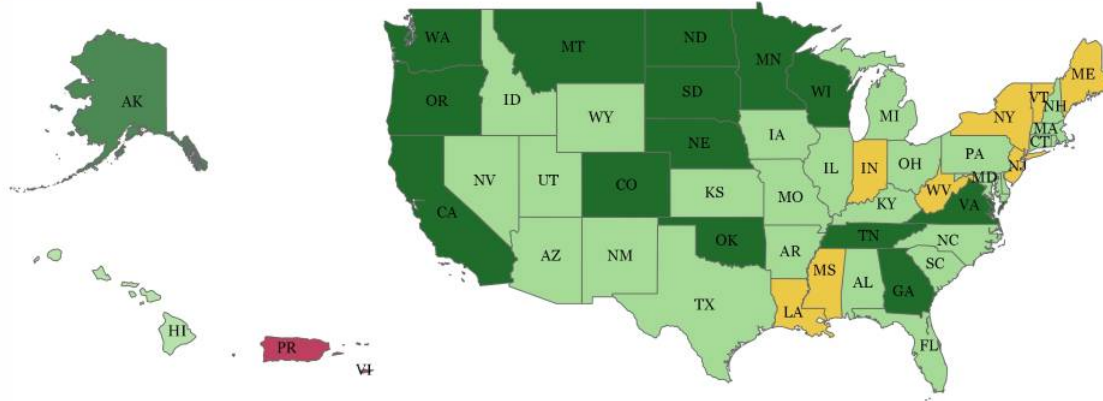 WA
MT
ND
MN
ME
VT
NH
OR
ID
SD
WI
NY
MI
MA
CT
AK
WY
IA
PA
NJ
NE
IL
IN
OH
MD
NV
UT
CO
KS
MO
WV
VA
CA
KY
TN
NC
AZ
NM
OK
AR
SC
MS
AL
GA
TX
LA
HI
FL
PR
VI